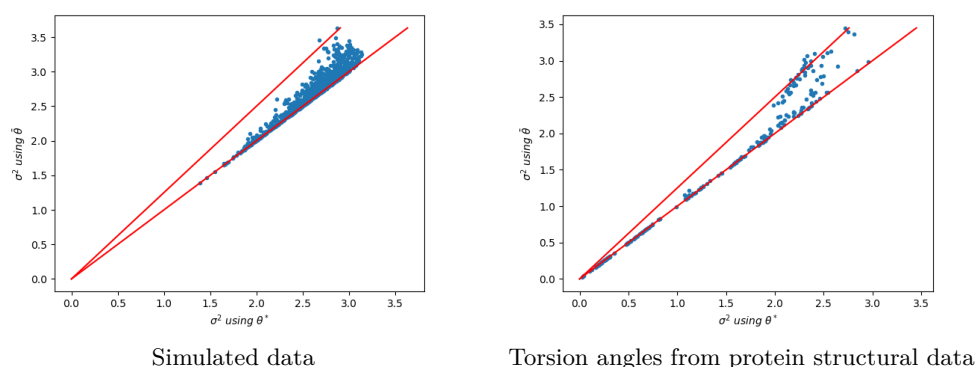 3.5
3.0
2.5
2.0
1.5
1.0
0.5
0.0
σ² using θ̄
0.0 0.5 1.0 1.5 2.0 2.5 3.0 3.5
σ² using θ*
Simulated data
3.5
3.0
2.5
2.0
1.5
1.0
0.5
0.0
σ² using θ̄
0.0 0.5 1.0 1.5 2.0 2.5 3.0 3.5
σ² using θ*
Torsion angles from protein structural data